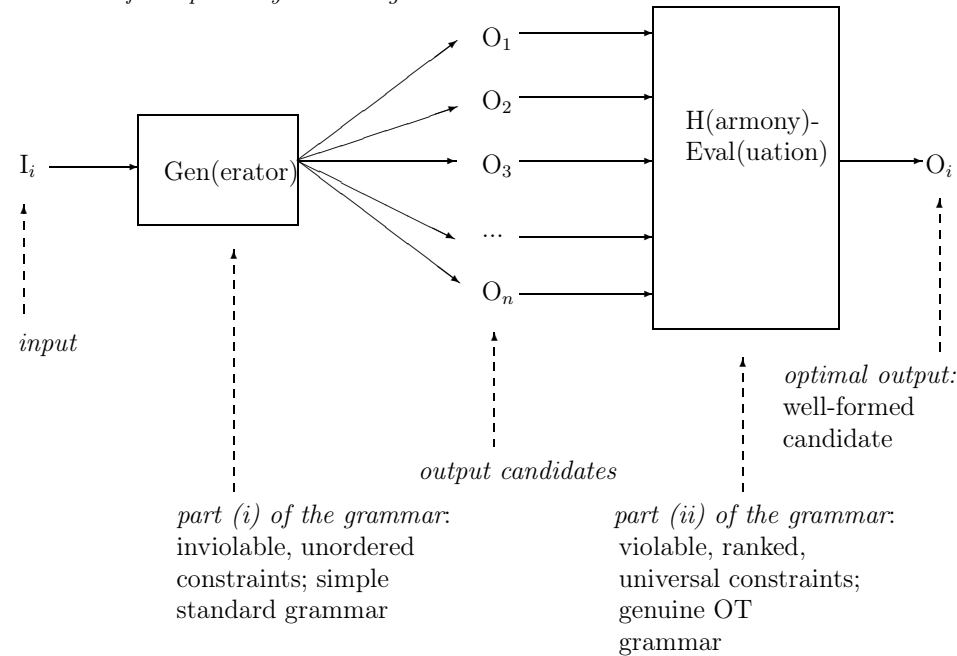 O₁
O₂
H(armony)-
Eval(uation)
Iᵢ
Gen(erator)
O₃
Oᵢ
...
Oₙ
input
optimal output:
well-formed
candidate
output candidates
part (i) of the grammar:
inviolable, unordered
constraints; simple
standard grammar
part (ii) of the grammar:
violable, ranked,
universal constraints;
genuine OT
grammar